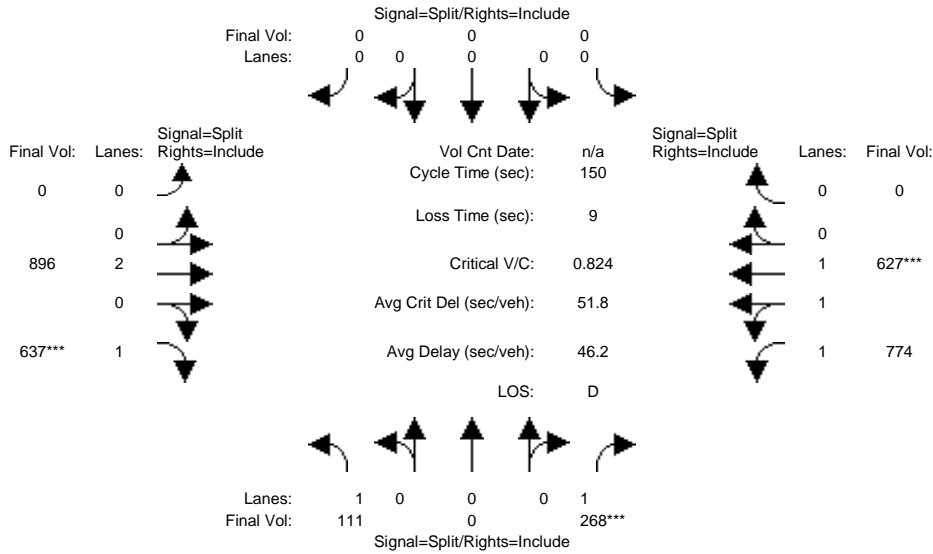 Signal=Split/Rights=Include
Final Vol: 0 0 0
Lanes: 0 0 0 0 0
Signal=Split Signal=Split
Final Vol: Lanes: Rights=Include Vol Cnt Date: n/a Rights=Include Lanes: Final Vol:
Cycle Time (sec): 150
0 0 0 0
Loss Time (sec): 9
0 0
896 2 Critical V/C: 0.824 1 627***
0 Avg Crit Del (sec/veh): 51.8 1
637*** 1 Avg Delay (sec/veh): 46.2 1 774
LOS: D
Lanes: 1 0 0 0 1
Final Vol: 111 0 268***
Signal=Split/Rights=Include